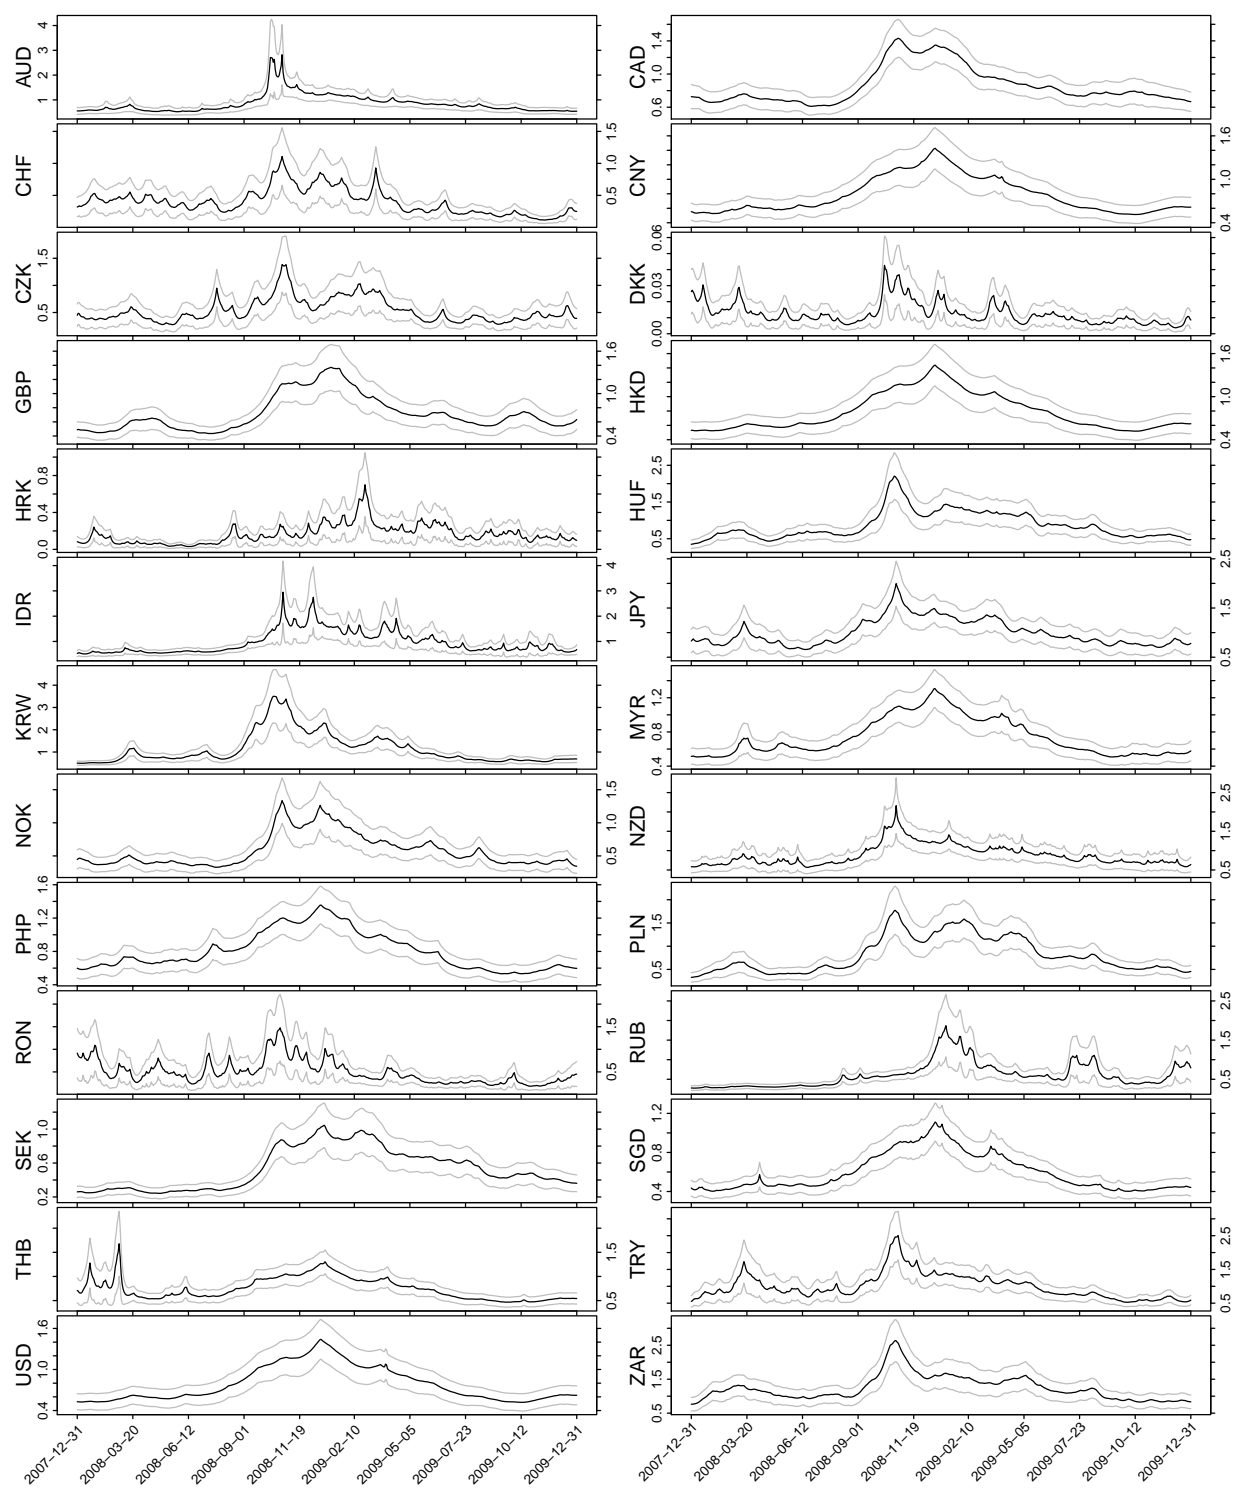 AUD
1 2 3 4
CAD
0.6 1.0 1.4
CHF
0.5 1.0 1.5
CNY
0.4 1.0 1.6
CZK
0.5 1.5
DKK
0.00 0.03 0.06
GBP
0.4 1.0 1.6
HKD
0.4 1.0 1.6
HRK
0.0 0.4 0.8
HUF
0.5 1.5 2.5
IDR
1 2 3 4
JPY
0.5 1.5 2.5
KRW
1 2 3 4
MYR
0.4 0.8 1.2
NOK
0.5 1.0 1.5
NZD
0.5 1.5 2.5
PHP
0.4 0.8 1.2 1.6
PLN
0.5 1.5
RON
0.5 1.5
RUB
0.5 1.5 2.5
SEK
0.2 0.6 1.0
SGD
0.4 0.8 1.2
THB
0.5 1.5
TRY
0.5 1.5 2.5
USD
0.4 1.0 1.6
ZAR
0.5 1.5 2.5
2007−12−31
2008−03−20
2008−06−12
2008−09−01
2008−11−19
2009−02−10
2009−05−05
2009−07−23
2009−10−12
2009−12−31
2007−12−31
2008−03−20
2008−06−12
2008−09−01
2008−11−19
2009−02−10
2009−05−05
2009−07−23
2009−10−12
2009−12−31